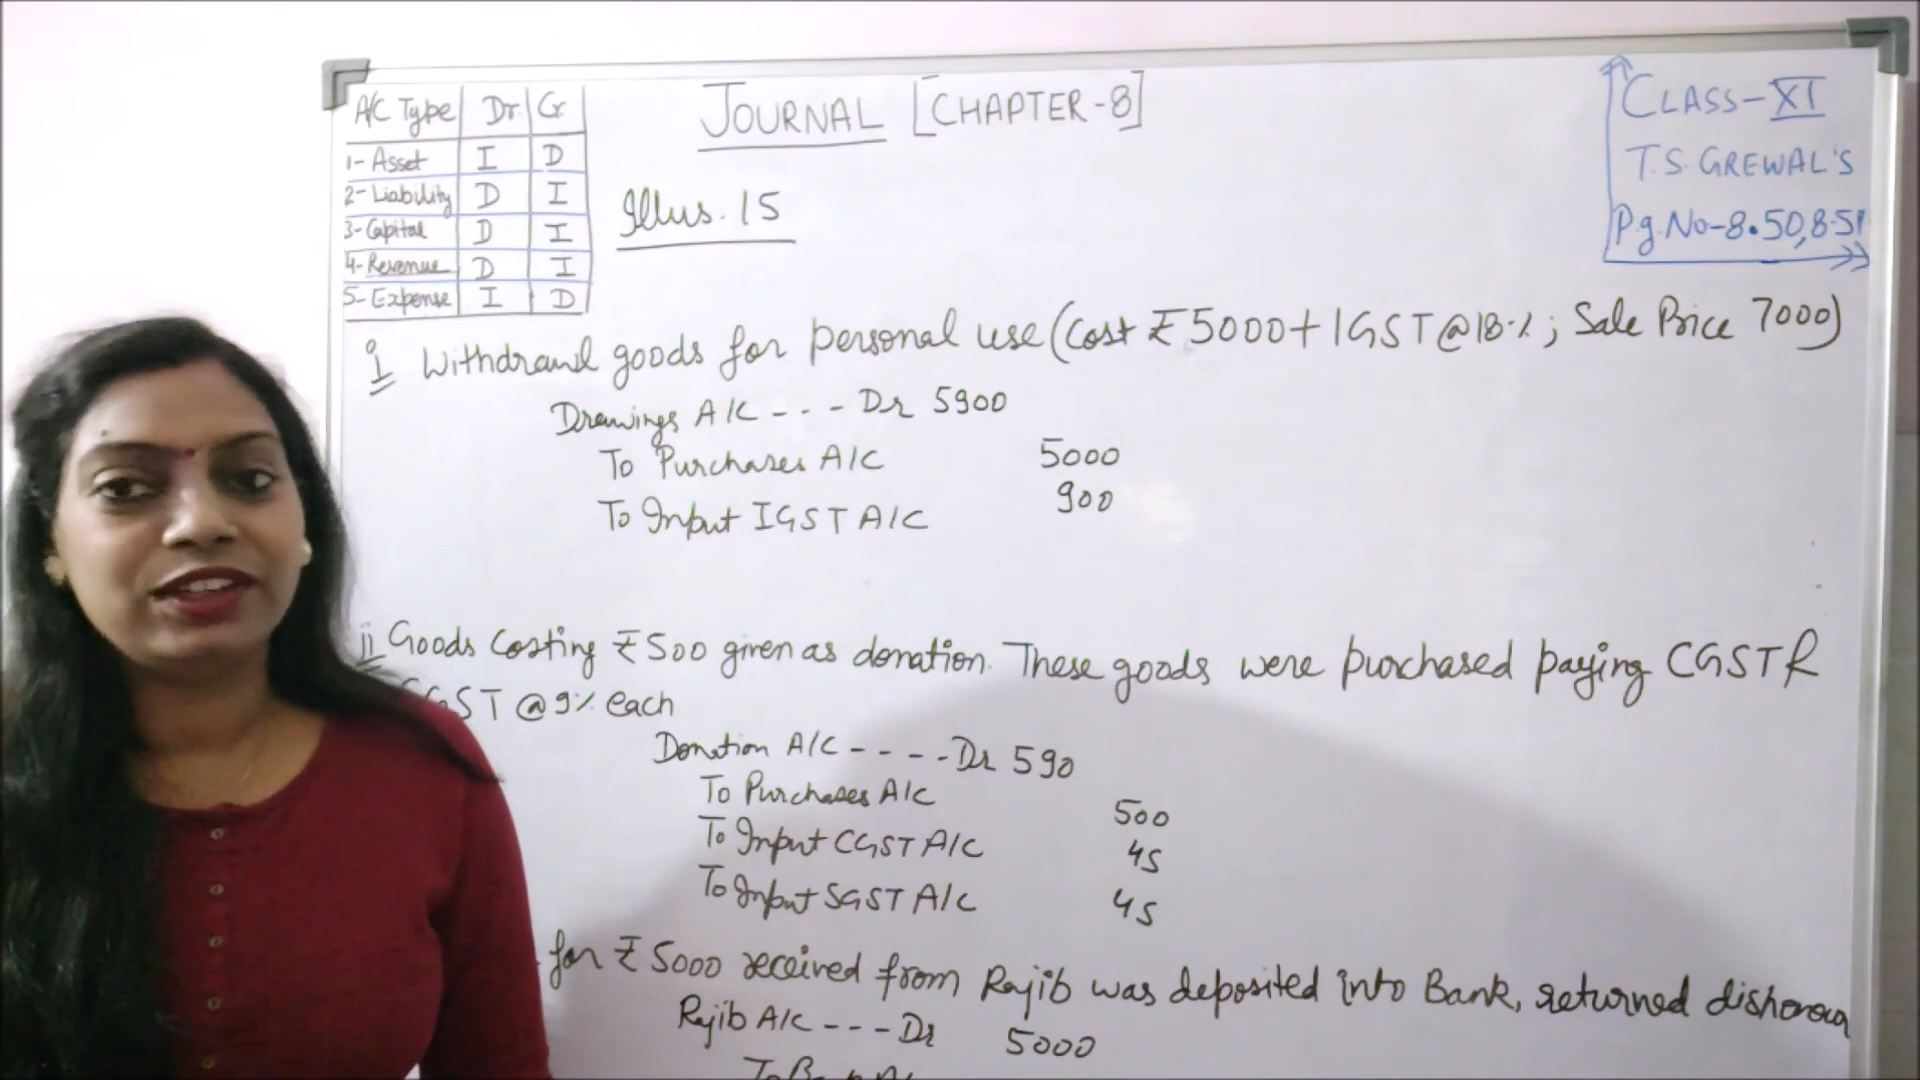 JOURNAL [CHAPTER-8]
CLASS-XI
T.S. GREWAL'S
Pg.No-8.50,8.51
A/C Type Dr. Cr.
1- Asset I D
2- Liability D I
3- Capital D I
4- Revenue D I
5- Expense I D
Illus. 15
i Withdrawl goods for personal use (Cost ₹5000+IGST@18%; Sale Price 7000)
Drawings A/C --- Dr 5900
To Purchases A/C 5000
To Input IGST A/C 900
ii Goods Costing ₹500 given as donation. These goods were purchased paying CGST &
SGST @9% each
Donation A/C ---- Dr 590
To Purchases A/C 500
To Input CGST A/C 45
To Input SGST A/C 45
for ₹5000 received from Rajib was deposited into Bank, returned
Rajib A/C --- Dr 5000
To Bank